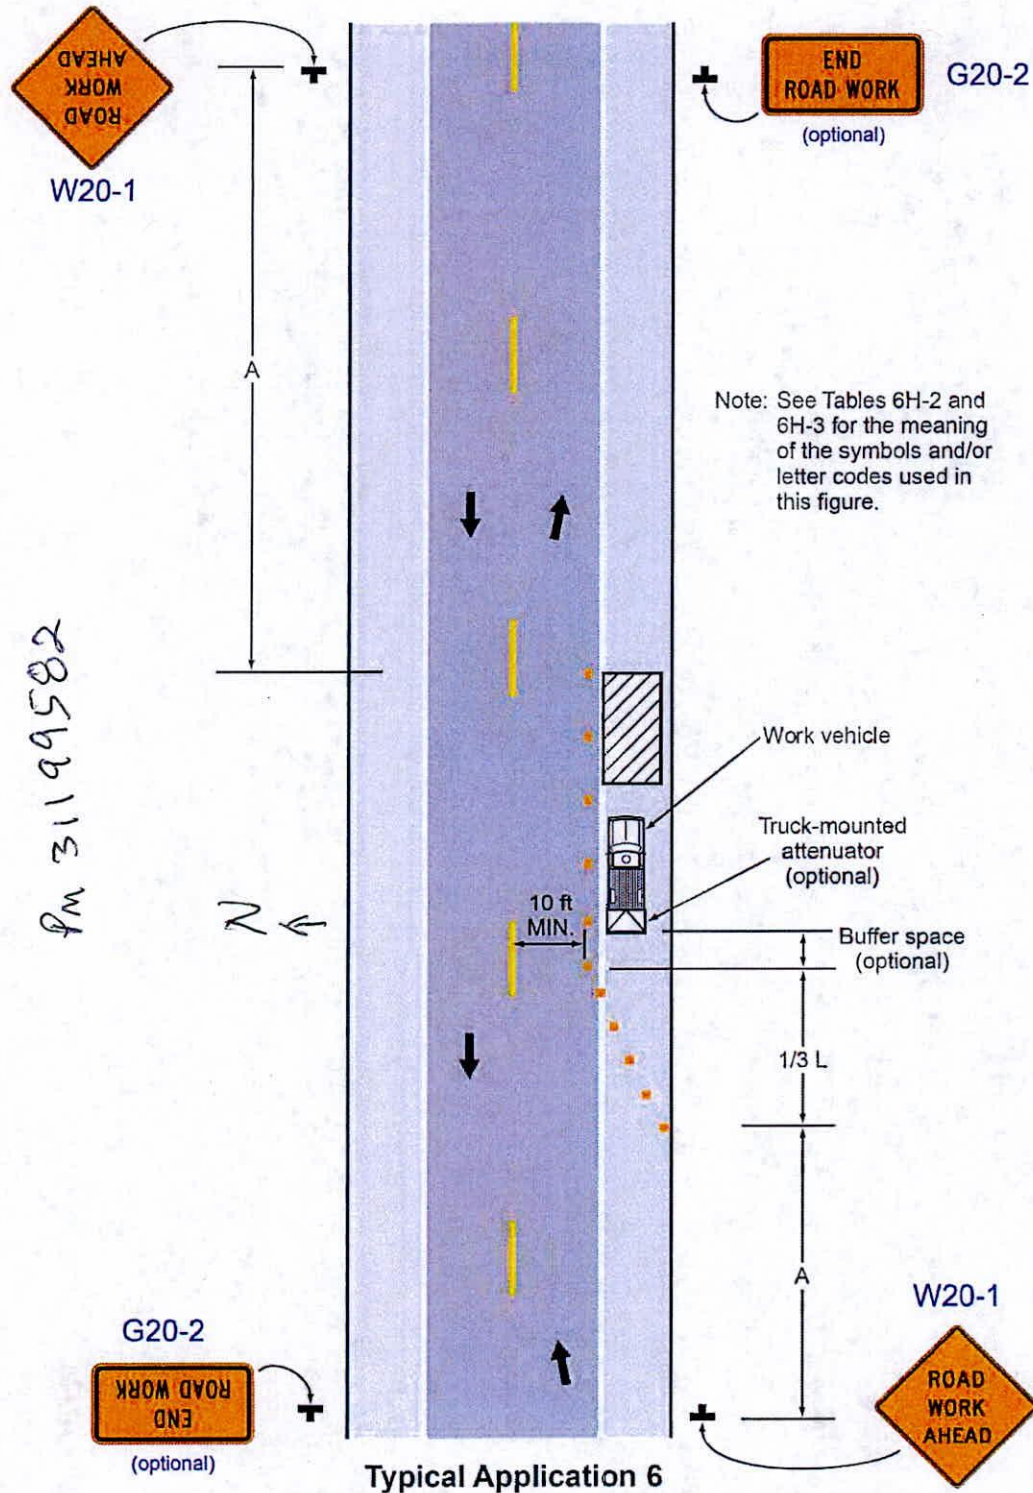 ROAD
WORK
AHEAD
W20-1
END
ROAD WORK
G20-2
(optional)
A
Note: See Tables 6H-2 and
6H-3 for the meaning
of the symbols and/or
letter codes used in
this figure.
PM 31199582
N
Work vehicle
Truck-mounted
attenuator
(optional)
10 ft
MIN.
Buffer space
(optional)
1/3 L
A
G20-2
END
ROAD WORK
(optional)
W20-1
ROAD
WORK
AHEAD
Typical Application 6